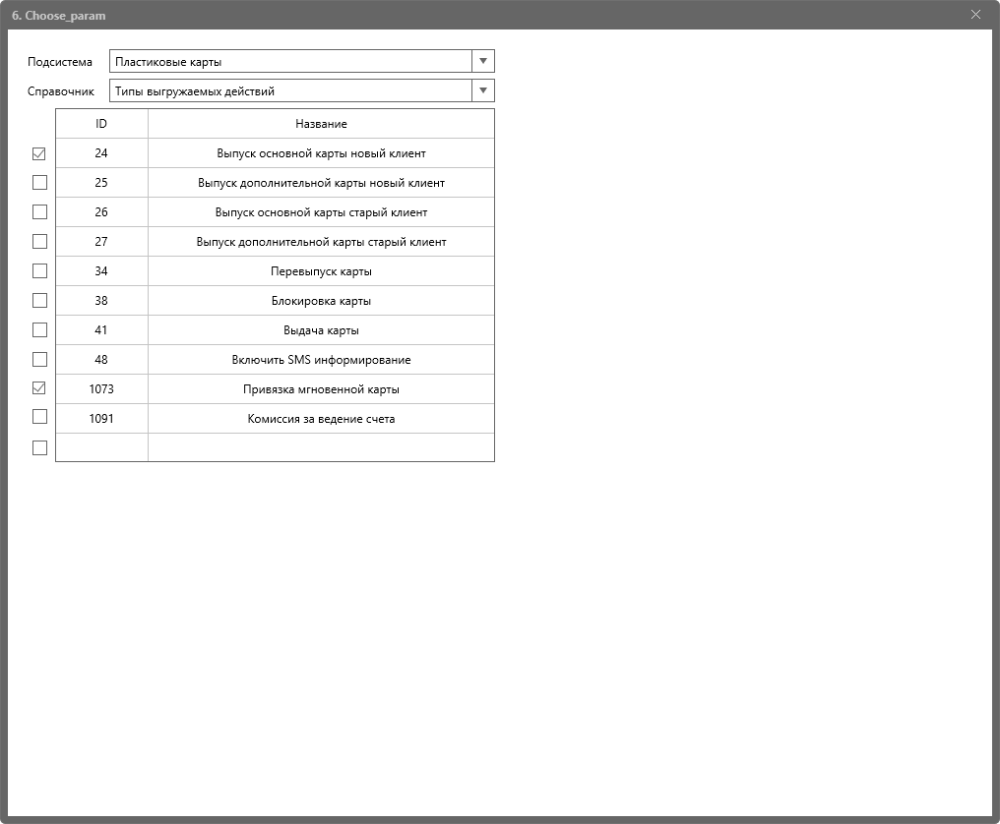 6. Choose_param
Подсистема Пластиковые карты
Справочник Типы выгружаемых действий
ID Название
24 Выпуск основной карты новый клиент
25 Выпуск дополнительной карты новый клиент
26 Выпуск основной карты старый клиент
27 Выпуск дополнительной карты старый клиент
34 Перевыпуск карты
38 Блокировка карты
41 Выдача карты
48 Включить SMS информирование
1073 Привязка мгновенной карты
1091 Комиссия за ведение счета